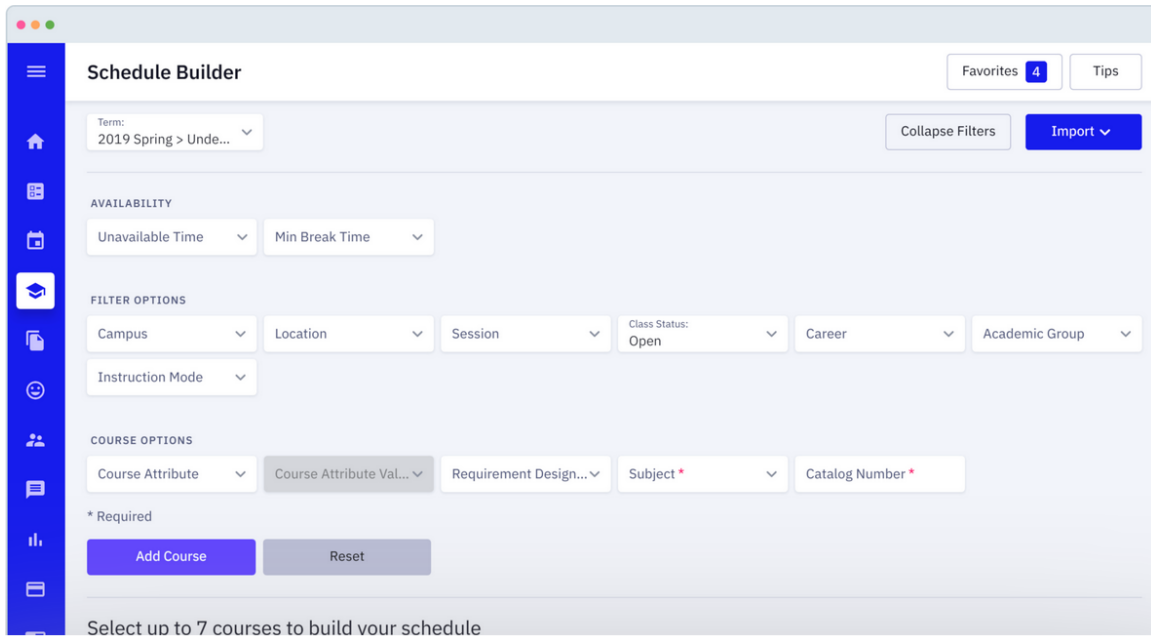 Schedule Builder
Favorites 4
Tips
Term:
2019 Spring > Unde...
Collapse Filters
Import
AVAILABILITY
Unavailable Time
Min Break Time
FILTER OPTIONS
Campus
Location
Session
Class Status:
Open
Career
Academic Group
Instruction Mode
COURSE OPTIONS
Course Attribute
Course Attribute Val...
Requirement Design...
Subject *
Catalog Number *
* Required
Add Course
Reset
Select up to 7 courses to build your schedule